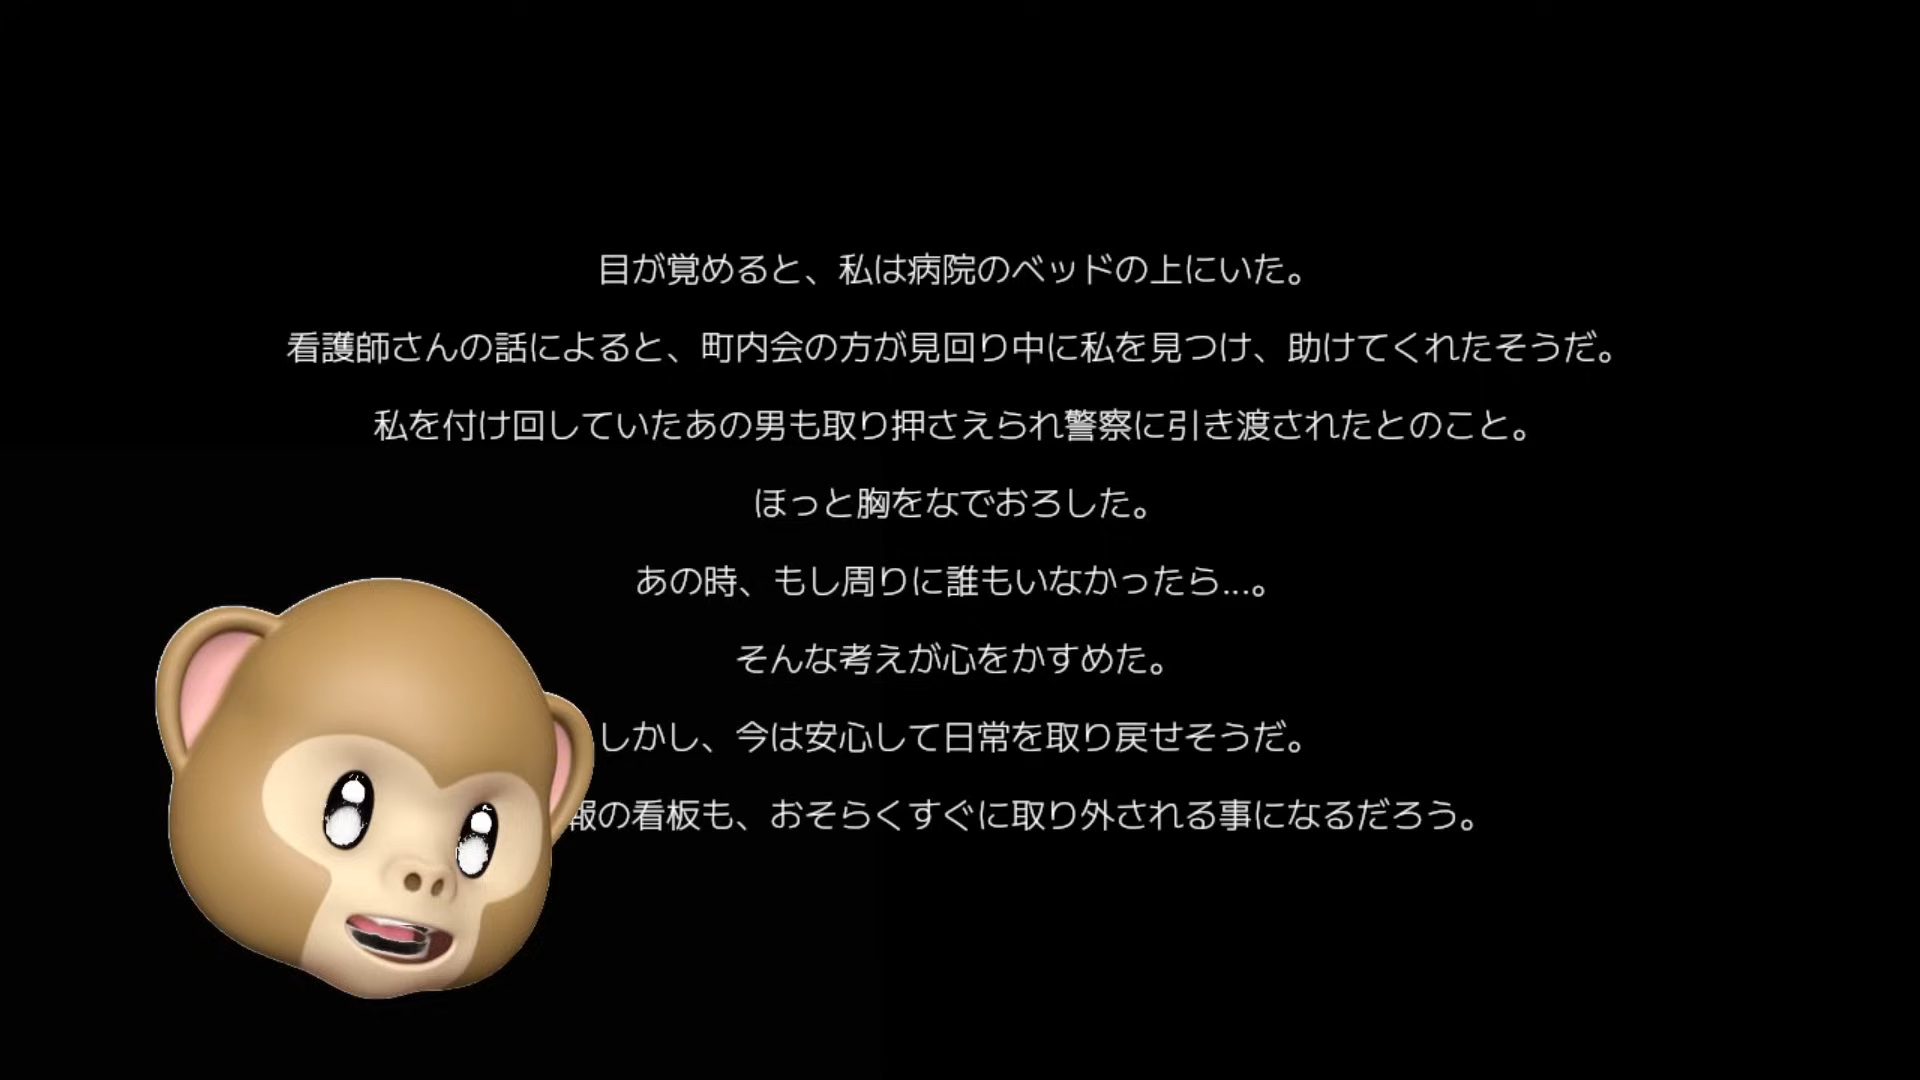 目が覚めると、私は病院のベッドの上にいた。
看護師さんの話によると、町内会の方が見回り中に私を見つけ、助けてくれたそうだ。
私を付け回していたあの男も取り押さえられ警察に引き渡されたとのこと。
ほっと胸をなでおろした。
あの時、もし周りに誰もいなかったら...。
そんな考えが心をかすめた。
しかし、今は安心して日常を取り戻せそうだ。
報の看板も、おそらくすぐに取り外される事になるだろう。